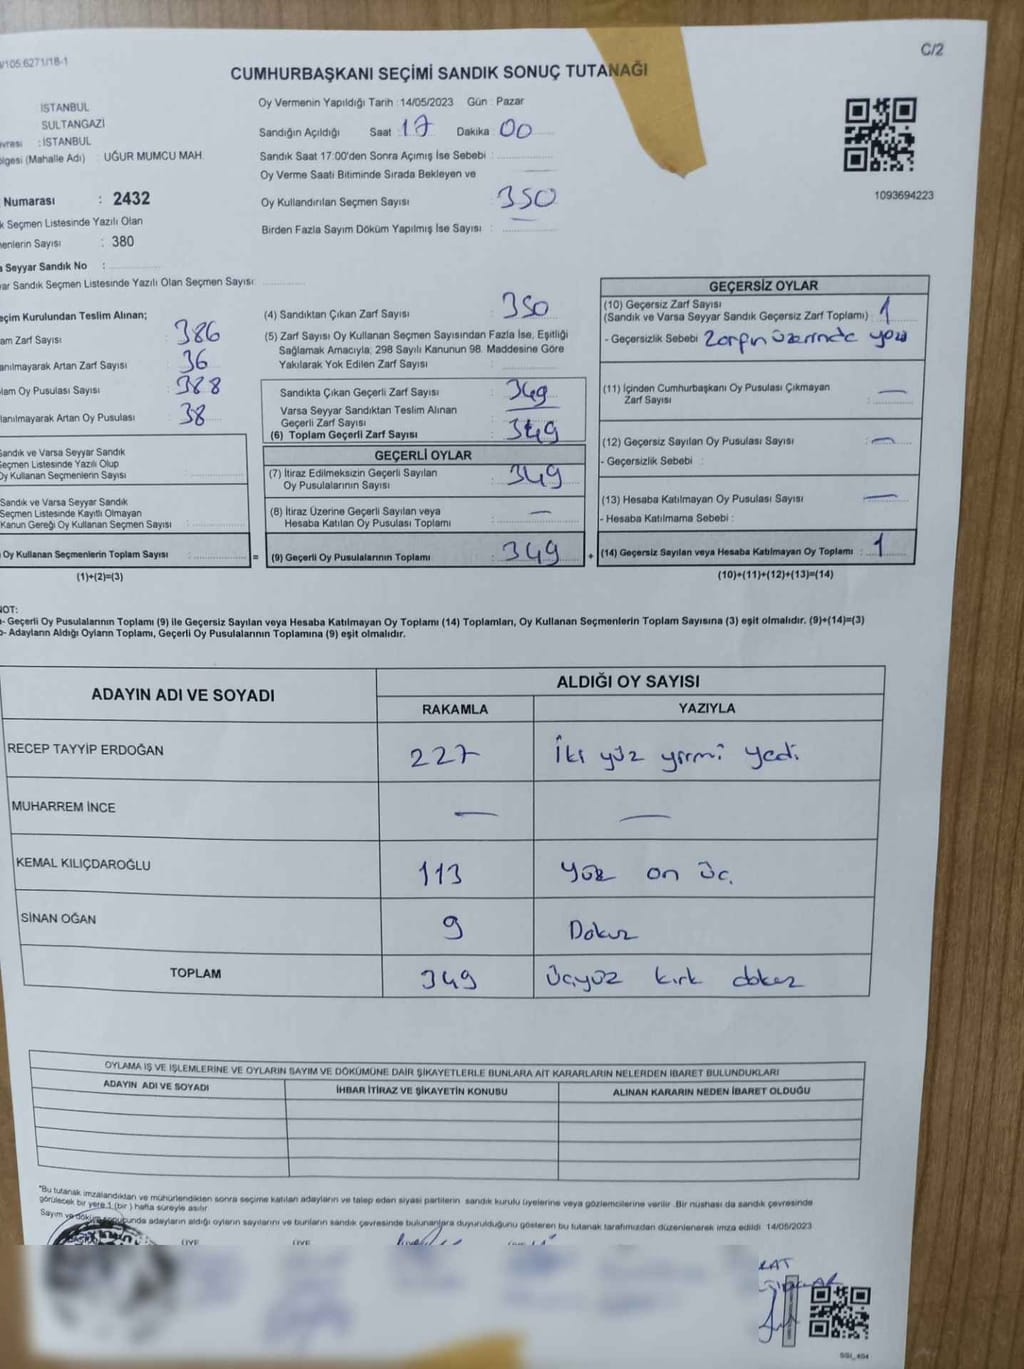 /105.6271/18-1
C/2
CUMHURBAŞKANI SEÇİMİ SANDIK SONUÇ TUTANAĞI
İSTANBUL
SULTANGAZİ
: İSTANBUL
(Mahalle Adı) : UĞUR MUMCU MAH.
Numarası : 2432
Seçmen Listesinde Yazılı Olan
Sayısı : 380
Seyyar Sandık No :
Sandık Seçmen Listesinde Yazılı Olan Seçmen Sayısı:
Oy Vermenin Yapıldığı Tarih : 14/05/2023 Gün : Pazar
Sandığın Açıldığı Saat 17 Dakika 00
Sandık Saat 17:00'den Sonra Açımış İse Sebebi :
Oy Verme Saati Bitiminde Sırada Bekleyen ve
Oy Kullandırılan Seçmen Sayısı 350
Birden Fazla Sayım Döküm Yapılmış İse Sayısı :
1093694223
Kurulundan Teslim Alınan;
Zarf Sayısı : 386
Artan Zarf Sayısı : 36
Oy Pusulası Sayısı : 388
Artan Oy Pusulası : 38
Sandık ve Varsa Seyyar Sandık
Seçmen Listesinde Yazılı Olup
Oy Kullanan Seçmenlerin Sayısı :
Sandık ve Varsa Seyyar Sandık
Seçmen Listesinde Kayıtlı Olmayan
Kanun Gereği Oy Kullanan Seçmen Sayısı :
Oy Kullanan Seçmenlerin Toplam Sayısı :
(1)+(2)=(3)
(4) Sandıktan Çıkan Zarf Sayısı : 350
(5) Zarf Sayısı Oy Kullanan Seçmen Sayısından Fazla İse, Eşitliği
Sağlamak Amacıyla; 298 Sayılı Kanunun 98. Maddesine Göre
Yakılarak Yok Edilen Zarf Sayısı :
Sandıkta Çıkan Geçerli Zarf Sayısı : 349
Varsa Seyyar Sandıktan Teslim Alınan
Geçerli Zarf Sayısı
(6) Toplam Geçerli Zarf Sayısı : 349
GEÇERLİ OYLAR
(7) İtiraz Edilmeksizin Geçerli Sayılan
Oy Pusulalarının Sayısı : 349
(8) İtiraz Üzerine Geçerli Sayılan veya
Hesaba Katılan Oy Pusulası Toplamı : —
= (9) Geçerli Oy Pusulalarının Toplamı : 349
GEÇERSİZ OYLAR
(10) Geçersiz Zarf Sayısı
(Sandık ve Varsa Seyyar Sandık Geçersiz Zarf Toplamı) : 1
- Geçersizlik Sebebi Zarfın üzerinde yazı
(11) İçinden Cumhurbaşkanı Oy Pusulası Çıkmayan
Zarf Sayısı : —
(12) Geçersiz Sayılan Oy Pusulası Sayısı : —
- Geçersizlik Sebebi :
(13) Hesaba Katılmayan Oy Pusulası Sayısı : —
- Hesaba Katılmama Sebebi :
+ (14) Geçersiz Sayılan veya Hesaba Katılmayan Oy Toplamı : 1
(10)+(11)+(12)+(13)=(14)
NOT:
- Geçerli Oy Pusulalarının Toplamı (9) ile Geçersiz Sayılan veya Hesaba Katılmayan Oy Toplamı (14) Toplamları, Oy Kullanan Seçmenlerin Toplam Sayısına (3) eşit olmalıdır. (9)+(14)=(3)
- Adayların Aldığı Oyların Toplamı, Geçerli Oy Pusulalarının Toplamına (9) eşit olmalıdır.
ADAYIN ADI VE SOYADI
ALDIĞI OY SAYISI
RAKAMLA YAZIYLA
RECEP TAYYİP ERDOĞAN 227 İki yüz yirmi yedi
MUHARREM İNCE — —
KEMAL KILIÇDAROĞLU 113 yüz on üç
SİNAN OĞAN 9 Dokuz
TOPLAM 349 üçyüz kırk dokuz
OYLAMA İŞ VE İŞLEMLERİNE VE OYLARIN SAYIM VE DÖKÜMÜNE DAİR ŞİKAYETLERLE BUNLARA AİT KARARLARIN NELERDEN İBARET BULUNDUKLARI
ADAYIN ADI VE SOYADI İHBAR İTİRAZ VE ŞİKAYETİN KONUSU ALINAN KARARIN NEDEN İBARET OLDUĞU
"Bu tutanak imzalandıktan ve mühürlendikten sonra seçime katılan adayların ve talep eden siyasi partilerin sandık kurulu üyelerine veya gözlemcilerine verilir. Bir nüshası da sandık çevresinde
görülecek bir yere 1 (bir) hafta süreyle asılır.
Sayım ve döküm sonucunda adayların aldığı oyların sayılarını ve bunların sandık çevresinde bulunanlara duyurulduğunu gösteren bu tutanak tarafımızdan düzenlenerek imza edildi. 14/05/2023
ÜYE ÜYE